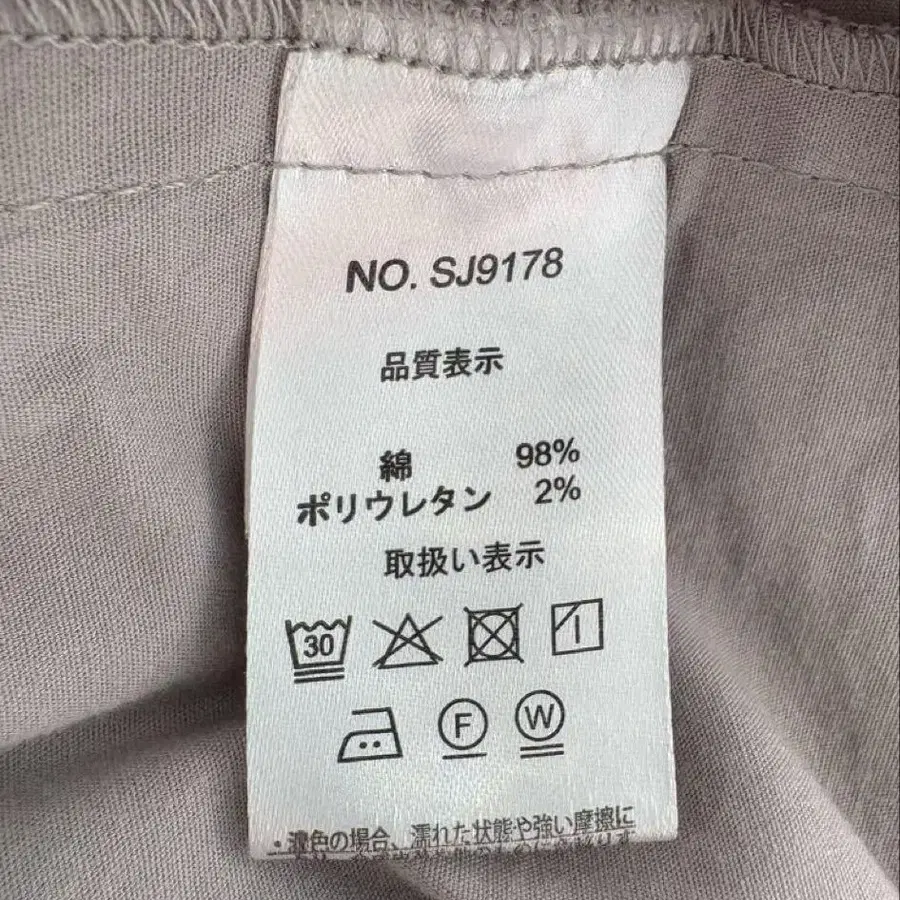 NO. SJ9178
品質表示
綿 98%
ポリウレタン 2%
取扱い表示
30
F W
・濃色の場合、濡れた状態や強い摩擦に